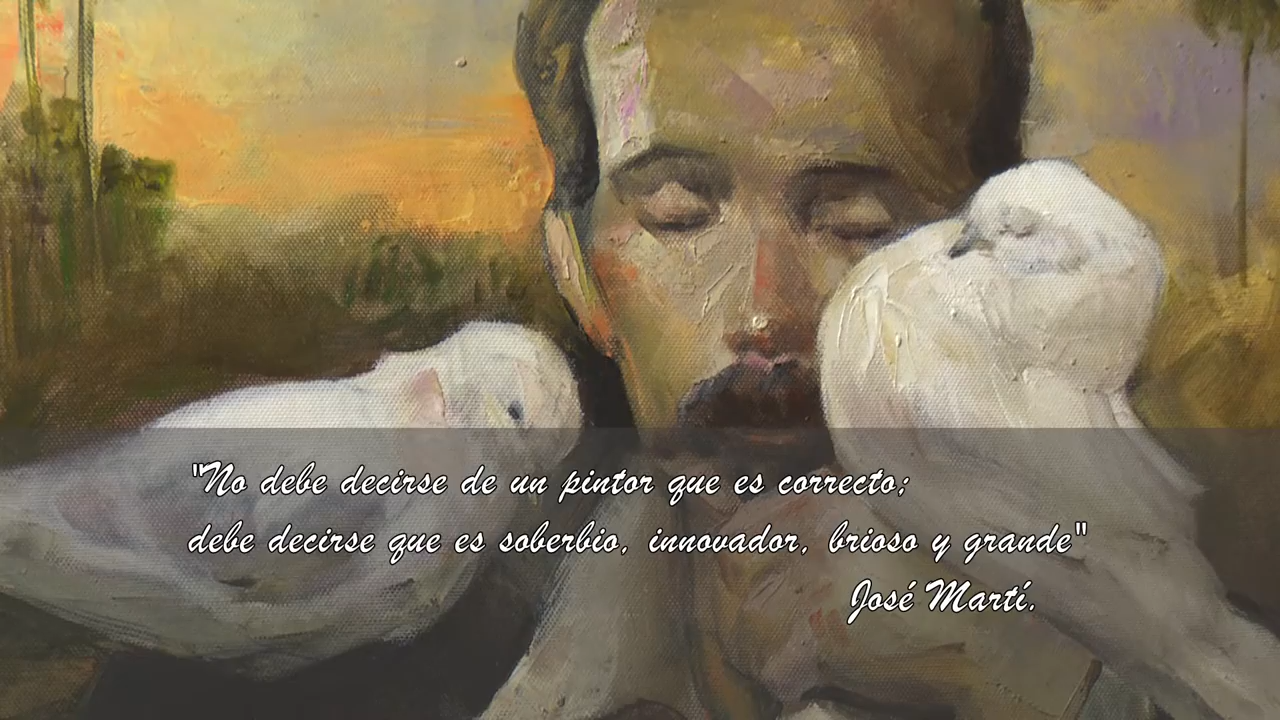 "No debe decirse de un pintor que es correcto;
debe decirse que es soberbio, innovador, brioso y grande"
José Martí.